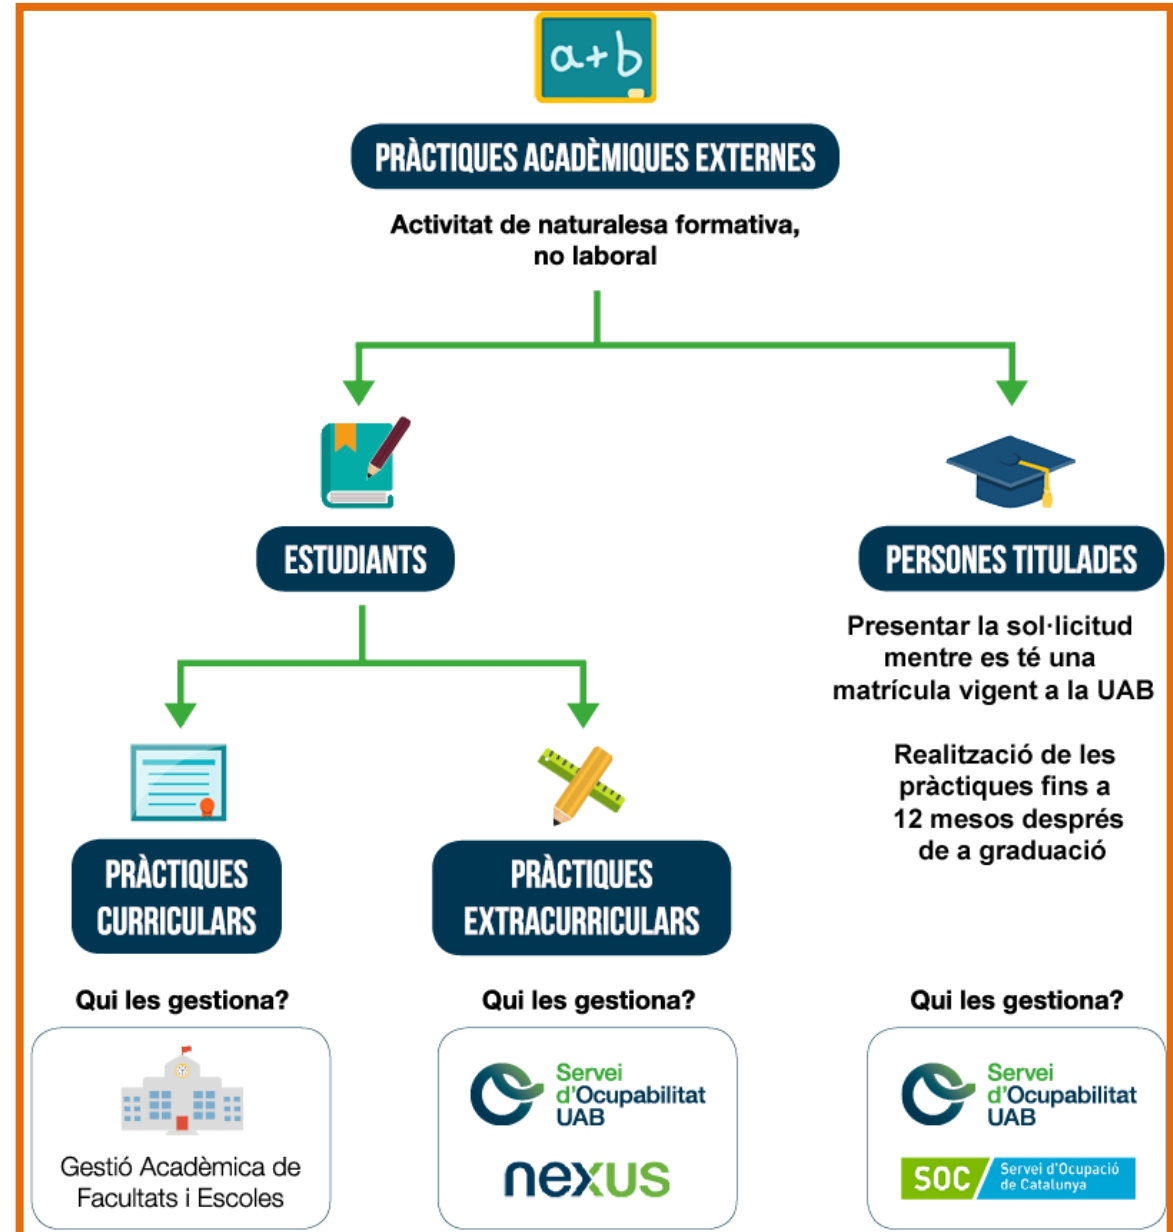 a+b
PRÀCTIQUES ACADÈMIQUES EXTERNES
Activitat de naturalesa formativa,
no laboral
ESTUDIANTS
PERSONES TITULADES
Presentar la sol·licitud
mentre es té una
matrícula vigent a la UAB
Realització de les
pràctiques fins a
12 mesos després
de a graduació
PRÀCTIQUES
CURRICULARS
PRÀCTIQUES
EXTRACURRICULARS
Qui les gestiona?
Gestió Acadèmica de
Facultats i Escoles
Qui les gestiona?
Servei
d'Ocupabilitat
UAB
nexus
Qui les gestiona?
Servei
d'Ocupabilitat
UAB
SOC
Servei d'Ocupació
de Catalunya